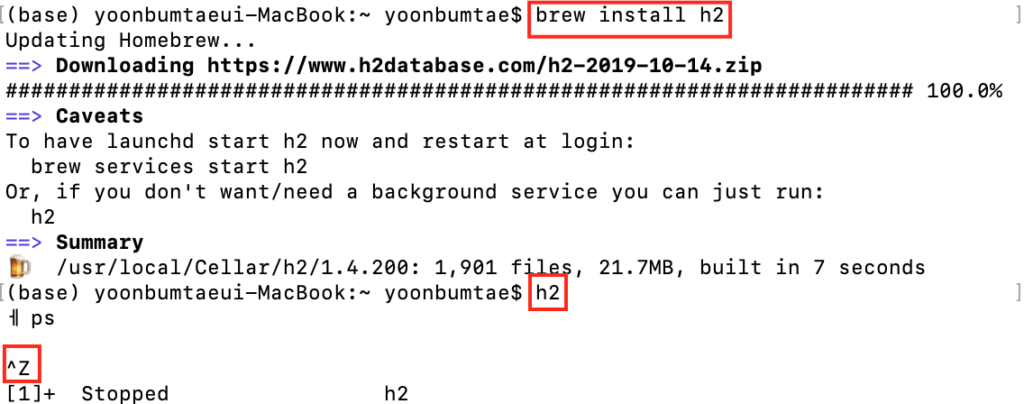 [(base) yoonbumtaeui-MacBook:~ yoonbumtae$ brew install h2 ]
Updating Homebrew...
==> Downloading https://www.h2database.com/h2-2019-10-14.zip
######################################################################## 100.0%
==> Caveats
To have launchd start h2 now and restart at login:
  brew services start h2
Or, if you don't want/need a background service you can just run:
  h2
==> Summary
🍺  /usr/local/Cellar/h2/1.4.200: 1,901 files, 21.7MB, built in 7 seconds
[(base) yoonbumtaeui-MacBook:~ yoonbumtae$ h2 ]
ps
^Z
[1]+  Stopped                 h2